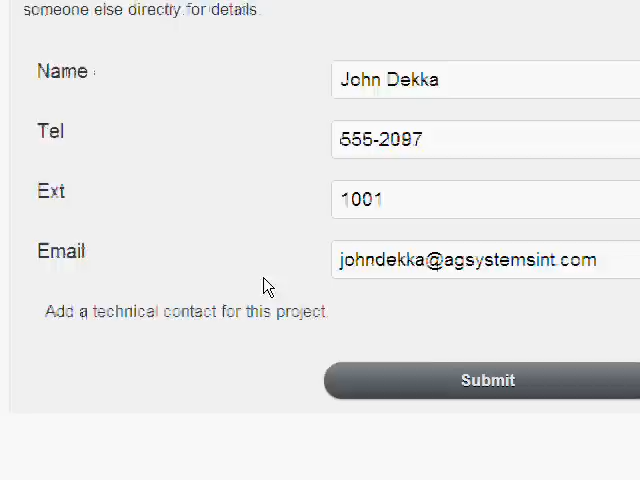 someone else directly for details.
Name :
John Dekka
Tel
555-2097
Ext
1001
Email
johndekka@agsystemsint.com
Add a technical contact for this project.
Submit